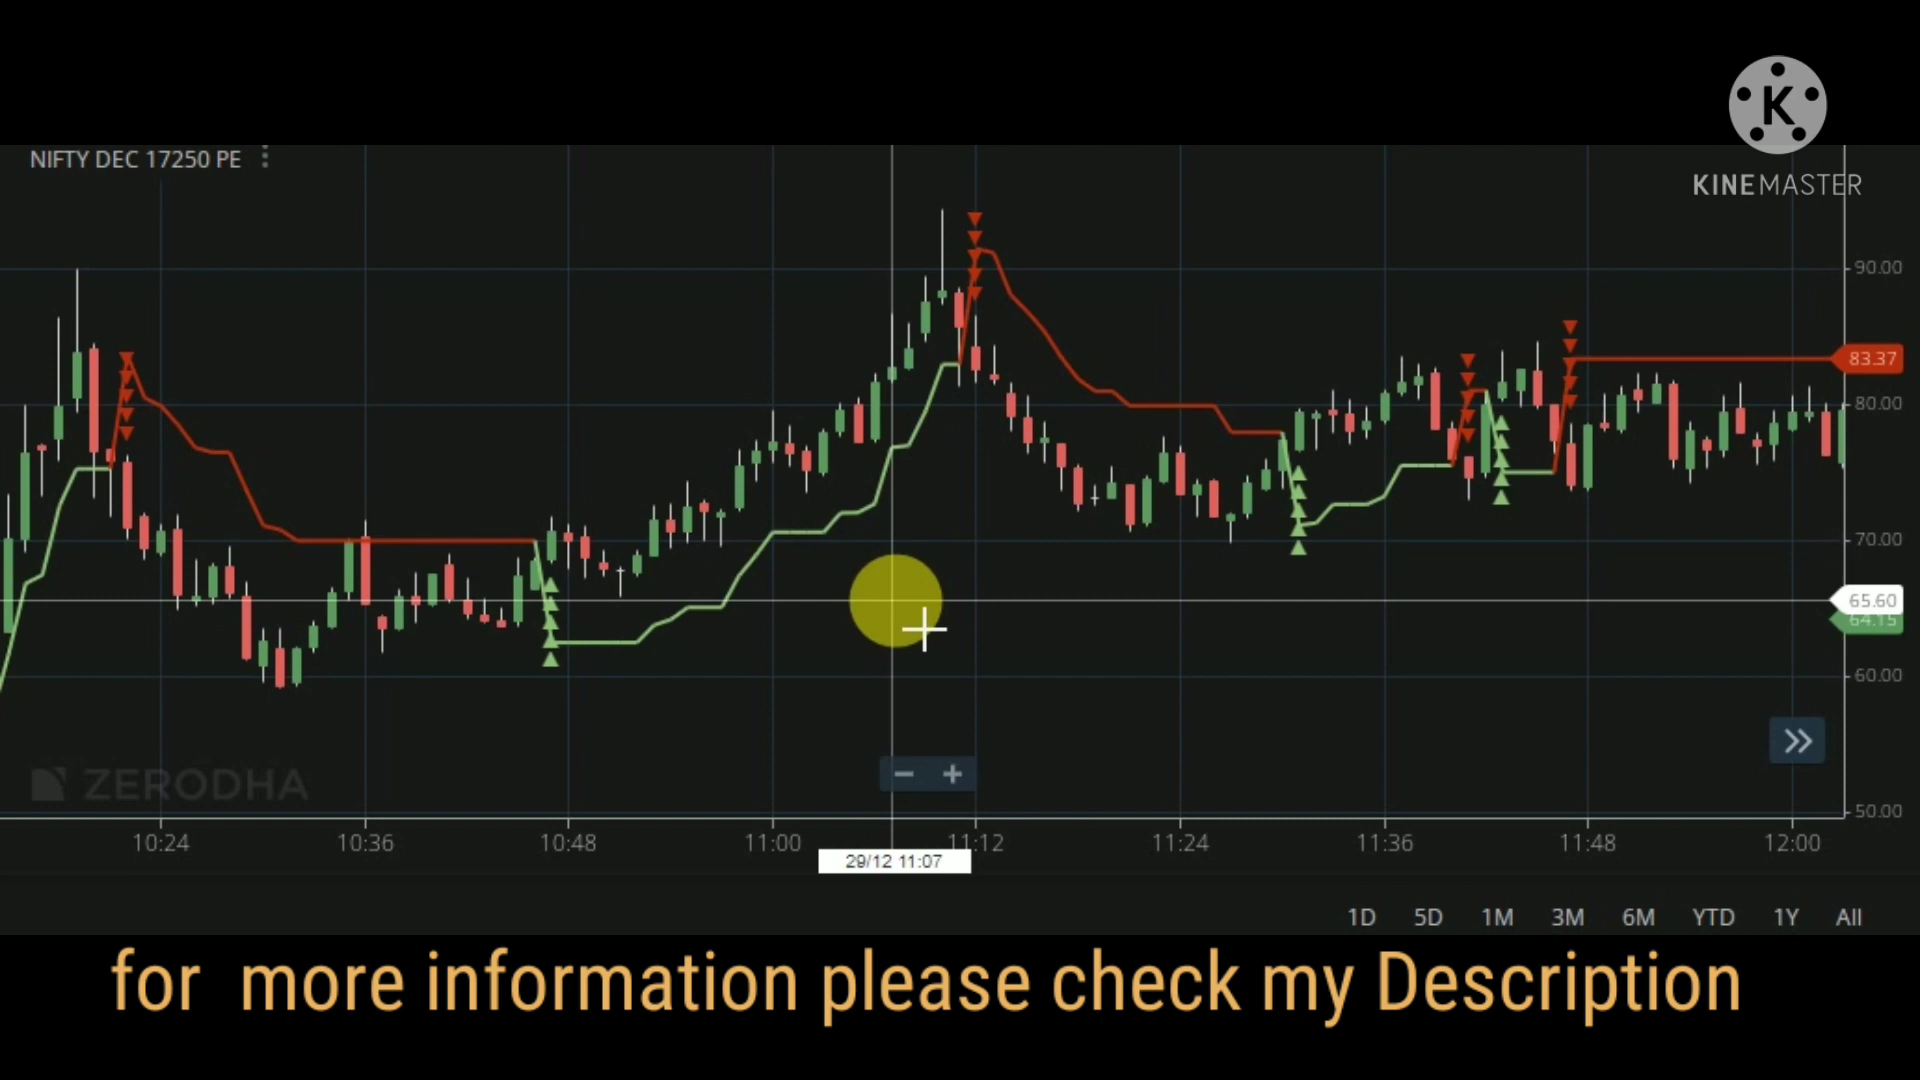 K
KINEMASTER
NIFTY DEC 17250 PE
90.00
83.37
80.00
70.00
65.60
64.15
60.00
50.00
ZERODHA
10:24 10:36 10:48 11:00 11:12 11:24 11:36 11:48 12:00
29/12 11:07
1D 5D 1M 3M 6M YTD 1Y All
for more information please check my Description